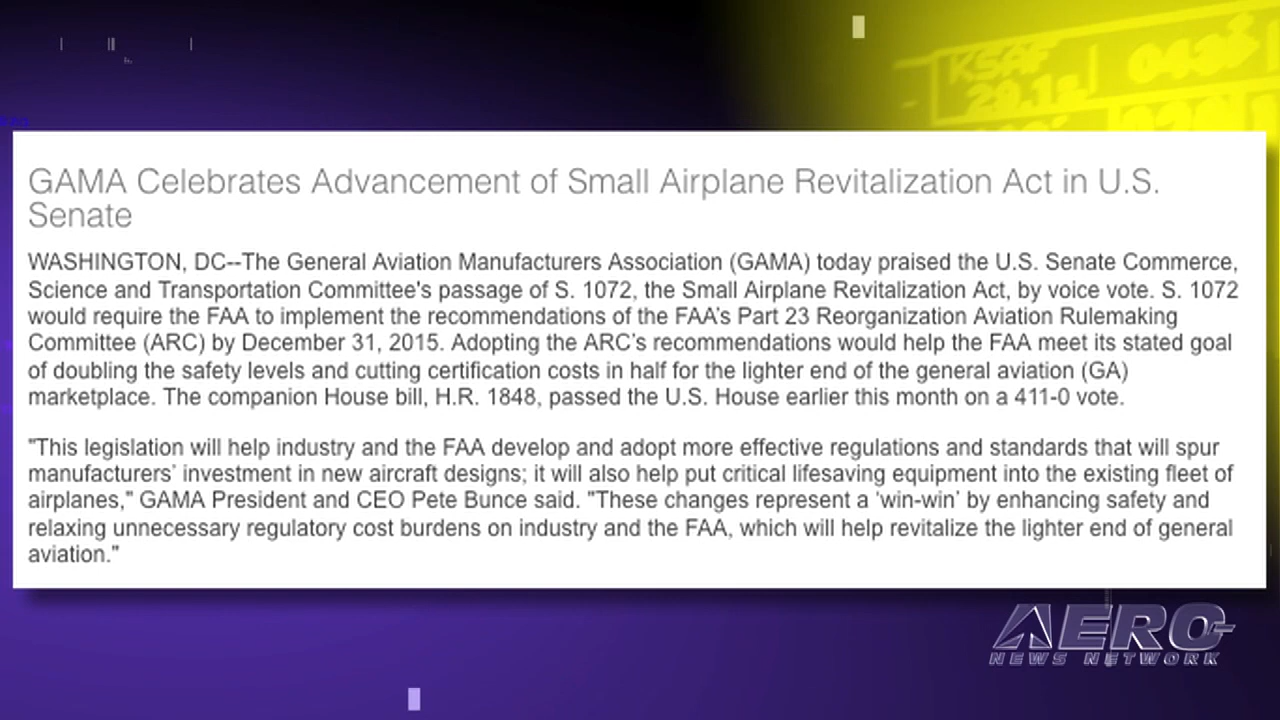 KSAF
29.1
GAMA Celebrates Advancement of Small Airplane Revitalization Act in U.S.
Senate
WASHINGTON, DC--The General Aviation Manufacturers Association (GAMA) today praised the U.S. Senate Commerce,
Science and Transportation Committee's passage of S. 1072, the Small Airplane Revitalization Act, by voice vote. S. 1072
would require the FAA to implement the recommendations of the FAA’s Part 23 Reorganization Aviation Rulemaking
Committee (ARC) by December 31, 2015. Adopting the ARC’s recommendations would help the FAA meet its stated goal
of doubling the safety levels and cutting certification costs in half for the lighter end of the general aviation (GA)
marketplace. The companion House bill, H.R. 1848, passed the U.S. House earlier this month on a 411-0 vote.
"This legislation will help industry and the FAA develop and adopt more effective regulations and standards that will spur
manufacturers’ investment in new aircraft designs; it will also help put critical lifesaving equipment into the existing fleet of
airplanes," GAMA President and CEO Pete Bunce said. "These changes represent a ‘win-win’ by enhancing safety and
relaxing unnecessary regulatory cost burdens on industry and the FAA, which will help revitalize the lighter end of general
aviation."
AERO
NEWS NETWORK